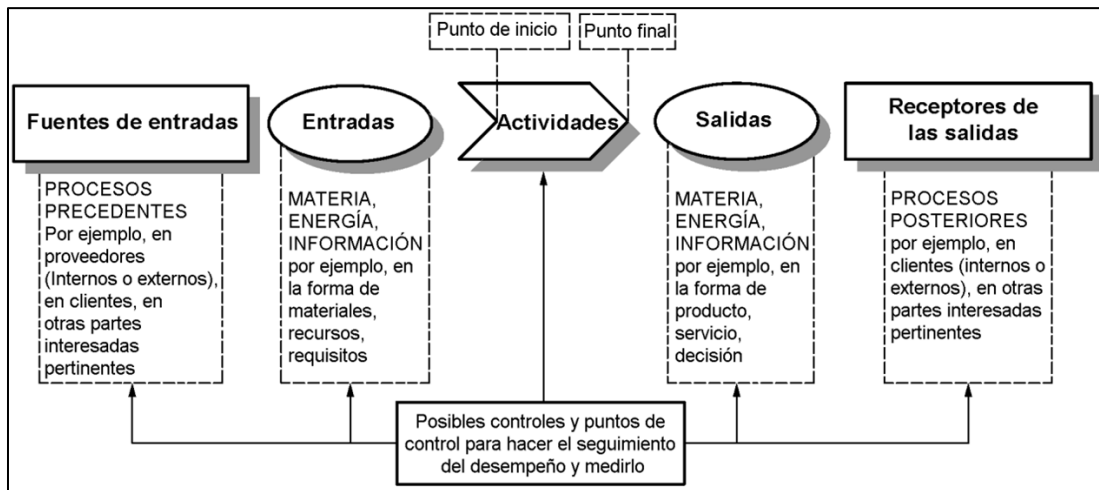 Punto de inicio
Punto final
Fuentes de entradas
Entradas
Actividades
Salidas
Receptores de
las salidas
PROCESOS
PRECEDENTES
Por ejemplo, en
proveedores
(Internos o externos),
en clientes, en
otras partes
interesadas
pertinentes
MATERIA,
ENERGÍA,
INFORMACIÓN
por ejemplo, en
la forma de
materiales,
recursos,
requisitos
MATERIA,
ENERGÍA,
INFORMACIÓN
por ejemplo, en
la forma de
producto,
servicio,
decisión
PROCESOS
POSTERIORES
por ejemplo, en
clientes (internos o
externos), en otras
partes interesadas
pertinentes
Posibles controles y puntos de
control para hacer el seguimiento
del desempeño y medirlo